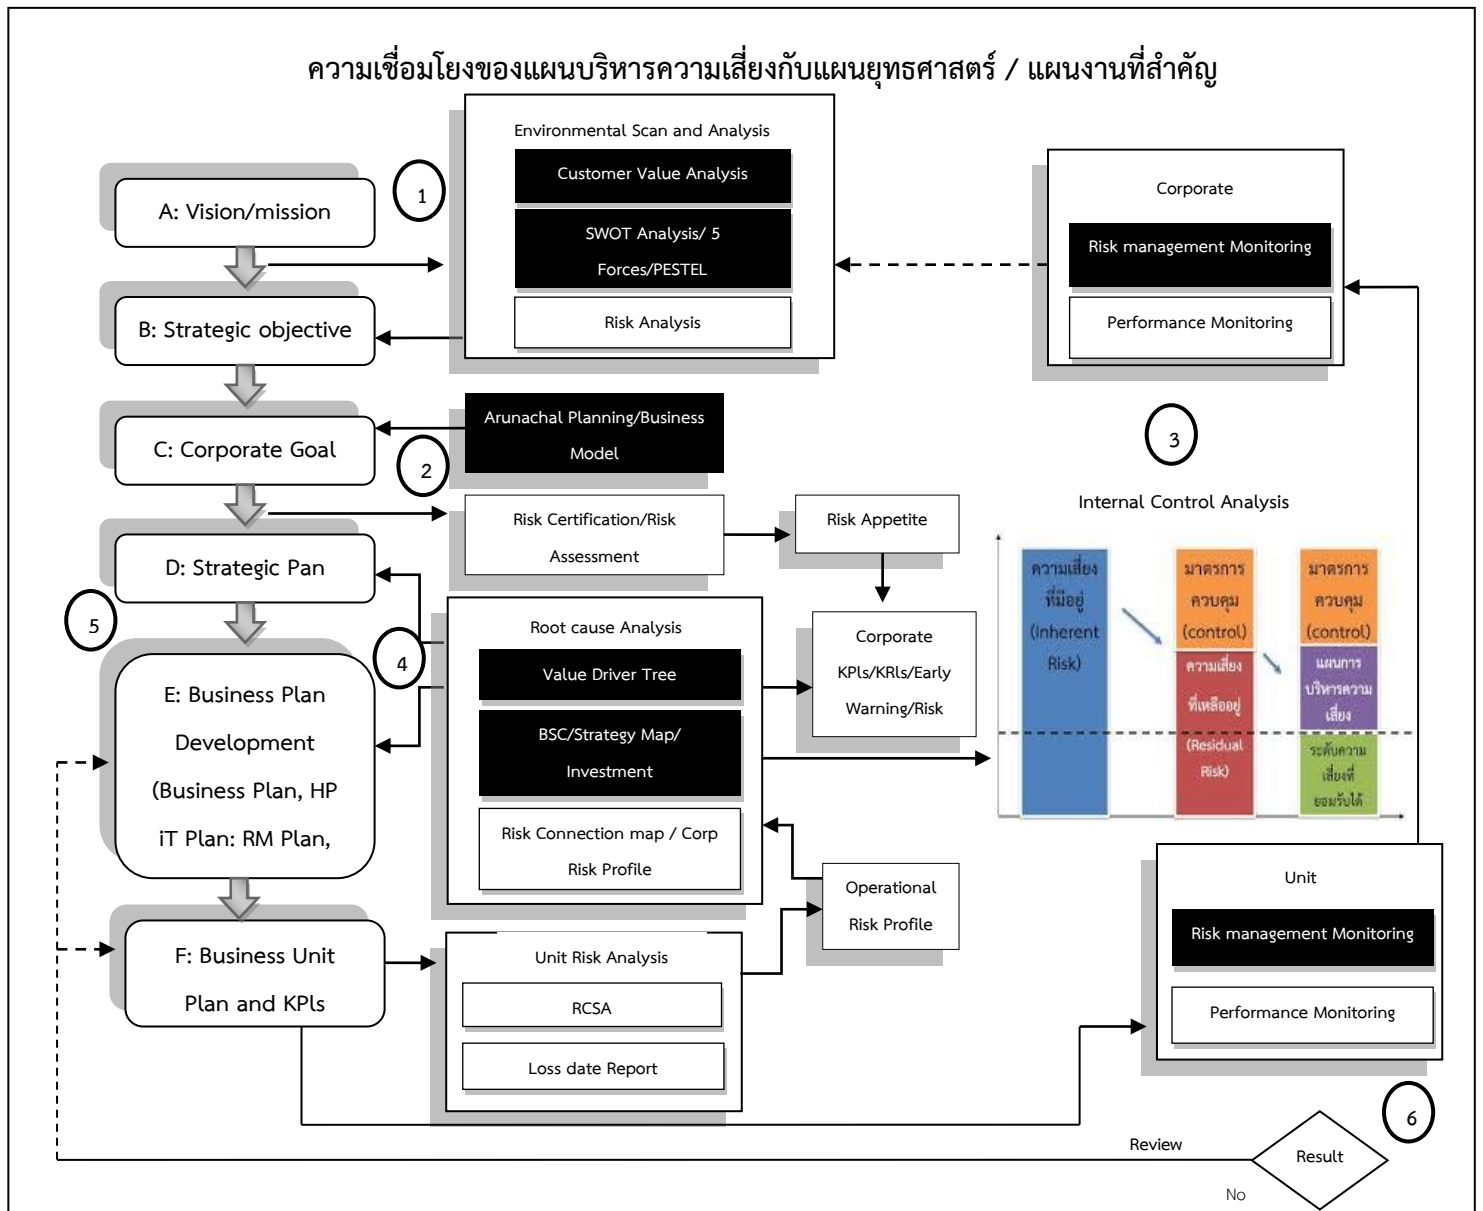 ความเชื่อมโยงของแผนบริหารความเสี่ยงกับแผนยุทธศาสตร์ / แผนงานที่สำคัญ
A: Vision/mission
1
Environmental Scan and Analysis
Customer Value Analysis
SWOT Analysis/ 5
Forces/PESTEL
Risk Analysis
Corporate
Risk management Monitoring
Performance Monitoring
B: Strategic objective
C: Corporate Goal
2
Arunachal Planning/Business
Model
3
Risk Certification/Risk
Assessment
Risk Appetite
D: Strategic Pan
5
4
Root cause Analysis
Value Driver Tree
BSC/Strategy Map/
Investment
Risk Connection map / Corp
Risk Profile
Corporate
KPls/KRls/Early
Warning/Risk
Internal Control Analysis
ความเสี่ยง
ที่มีอยู่
(Inherent
Risk)
มาตรการ
ควบคุม
(control)
ความเสี่ยง
ที่เหลืออยู่
(Residual
Risk)
มาตรการ
ควบคุม
(control)
แผนการ
บริหารความ
เสี่ยง
ระดับความ
เสี่ยงที่
ยอมรับได้
E: Business Plan
Development
(Business Plan, HP
iT Plan: RM Plan,
Operational
Risk Profile
F: Business Unit
Plan and KPls
Unit Risk Analysis
RCSA
Loss date Report
Unit
Risk management Monitoring
Performance Monitoring
6
Review
Result
No